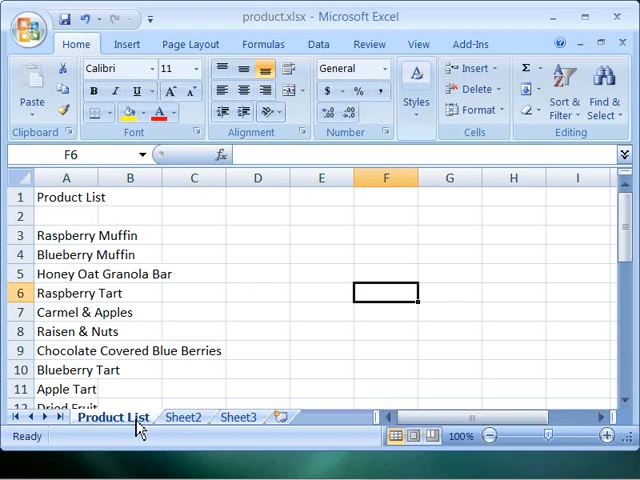 product.xlsx - Microsoft Excel
Home Insert Page Layout Formulas Data Review View Add-Ins
Calibri 11 General Insert
Paste Styles Delete Sort & Filter Find & Select
B I U A A $ % , Format
Clipboard Font Alignment Number Cells Editing
F6 fx
A B C D E F G H I
1 Product List
2
3 Raspberry Muffin
4 Blueberry Muffin
5 Honey Oat Granola Bar
6 Raspberry Tart
7 Carmel & Apples
8 Raisen & Nuts
9 Chocolate Covered Blue Berries
10 Blueberry Tart
11 Apple Tart
12 Dried Fruit
Product List Sheet2 Sheet3
Ready 100%